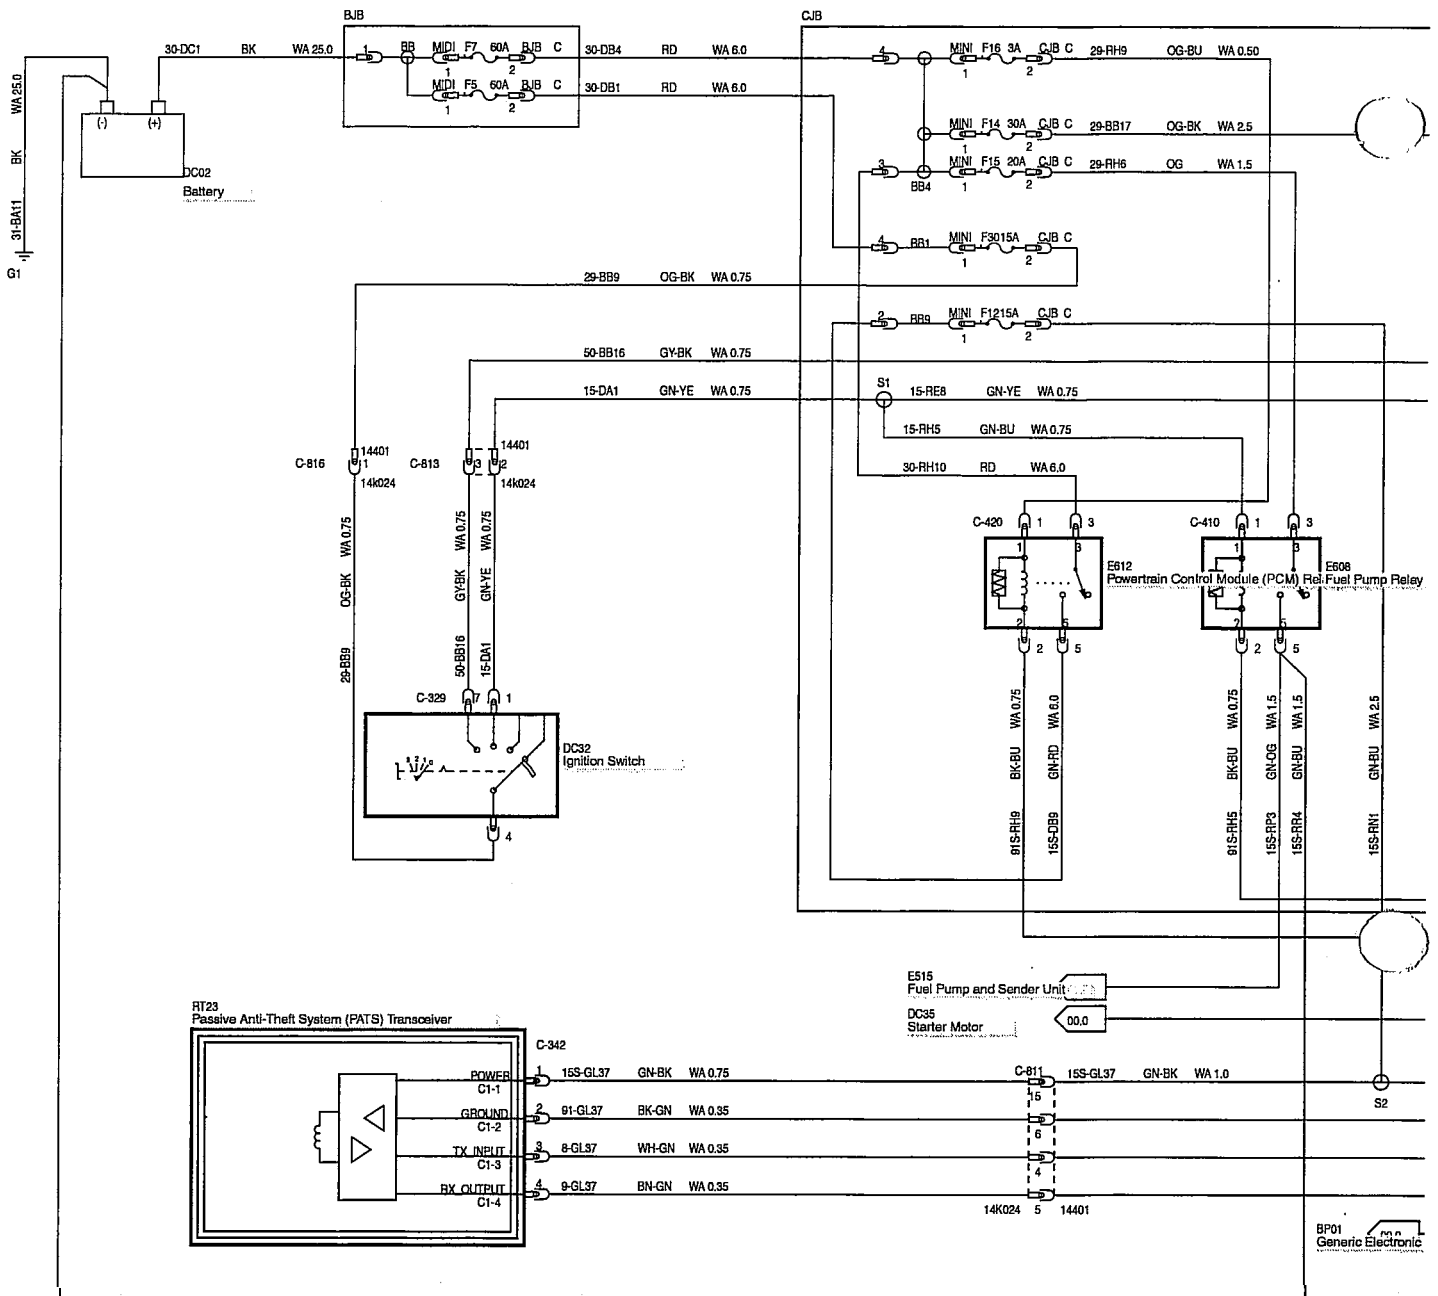 BJB
CJB
30-DC1 BK WA 25.0
1 BB MIDI F7 60A BJB C
1 2
30-DB4 RD WA 6.0
4 MINI F16 3A CJB C
1 2
29-RH9 OG-BU WA 0.50
MIDI F5 60A BJB C
1 2
30-DB1 RD WA 6.0
MINI F14 30A CJB C
1 2
29-BB17 OG-BK WA 2.5
3 BB4 MINI F15 20A CJB C
1 2
29-RH6 OG WA 1.5
WA 25.0
BK
31-BA11
G1
(-) (+)
DC02
Battery
4 BB1 MINI F3015A CJB C
1 2
29-BB9 OG-BK WA 0.75
2 BB9 MINI F1215A CJB C
1 2
50-BB16 GY-BK WA 0.75
15-DA1 GN-YE WA 0.75
S1
15-RE8 GN-YE WA 0.75
15-RH5 GN-BU WA 0.75
30-RH10 RD WA 6.0
C-816 14401
1
14k024
C-813 14401
3 2
14k024
WA 0.75
OG-BK
29-BB9
WA 0.75
GY-BK
50-BB16
WA 0.75
GN-YE
15-DA1
C-420 1 3
1 3
E612
Powertrain Control Module (PCM) Rel
2 5
2 5
C-410 1 3
1 3
E608
Fuel Pump Relay
2 5
2 5
C-329 7 1
DC32
Ignition Switch
3 2 1 0
4
WA 0.75
BK-BU
91S-RH9
WA 6.0
GN-RD
15S-DB9
WA 0.75
BK-BU
91S-RH5
WA 1.5
GN-OG
15S-RP3
WA 1.5
GN-BU
15S-RR4
WA 2.5
GN-BU
15S-RN1
E515
Fuel Pump and Sender Unit
DC35
Starter Motor
00,0
RT23
Passive Anti-Theft System (PATS) Transceiver
C-342
POWER 1 15S-GL37 GN-BK WA 0.75
C1-1
C-811
15
15S-GL37 GN-BK WA 1.0
S2
GROUND 2 91-GL37 BK-GN WA 0.35
C1-2
6
TX_INPUT 3 8-GL37 WH-GN WA 0.35
C1-3
4
RX_OUTPUT 4 9-GL37 BN-GN WA 0.35
C1-4
14K024 5 14401
BP01
Generic Electronic